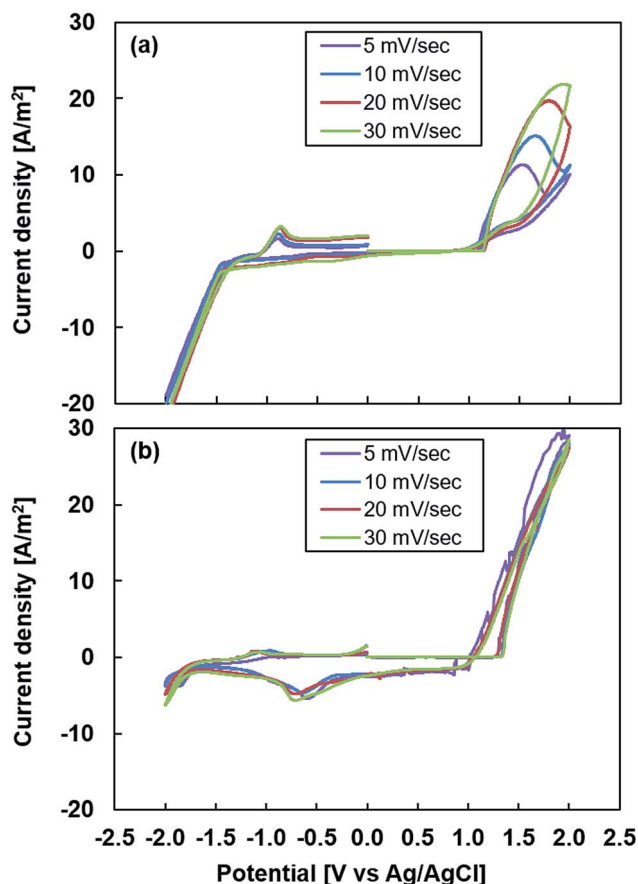 (a)
5 mV/sec
10 mV/sec
20 mV/sec
30 mV/sec
Current density [A/m²]
30
20
10
0
-10
-20
(b)
5 mV/sec
10 mV/sec
20 mV/sec
30 mV/sec
Current density [A/m²]
30
20
10
0
-10
-20
-2.5 -2.0 -1.5 -1.0 -0.5 0.0 0.5 1.0 1.5 2.0 2.5
Potential [V vs Ag/AgCl]